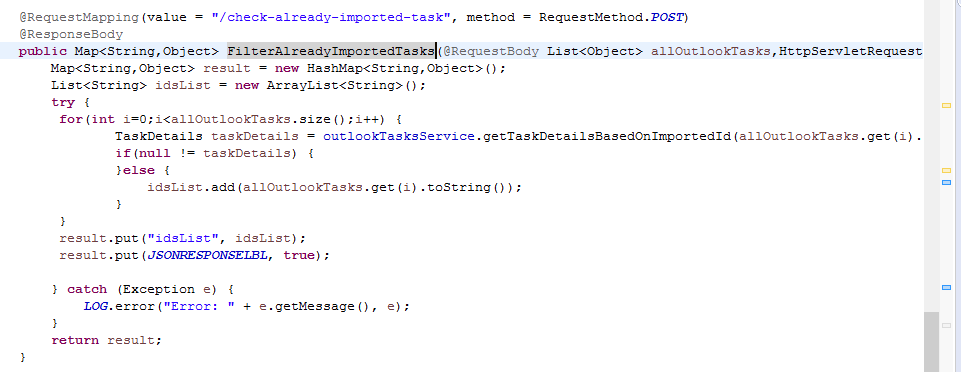 @RequestMapping(value = "/check-already-imported-task", method = RequestMethod.POST)
@ResponseBody
public Map<String,Object> FilterAlreadyImportedTasks(@RequestBody List<Object> allOutlookTasks,HttpServletRequest
Map<String,Object> result = new HashMap<String,Object>();
List<String> idsList = new ArrayList<String>();
try {
for(int i=0;i<allOutlookTasks.size();i++) {
TaskDetails taskDetails = outlookTasksService.getTaskDetailsBasedOnImportedId(allOutlookTasks.get(i).
if(null != taskDetails) {
}else {
idsList.add(allOutlookTasks.get(i).toString());
}
}
result.put("idsList", idsList);
result.put(JSONRESPONSELBL, true);
} catch (Exception e) {
LOG.error("Error: " + e.getMessage(), e);
}
return result;
}